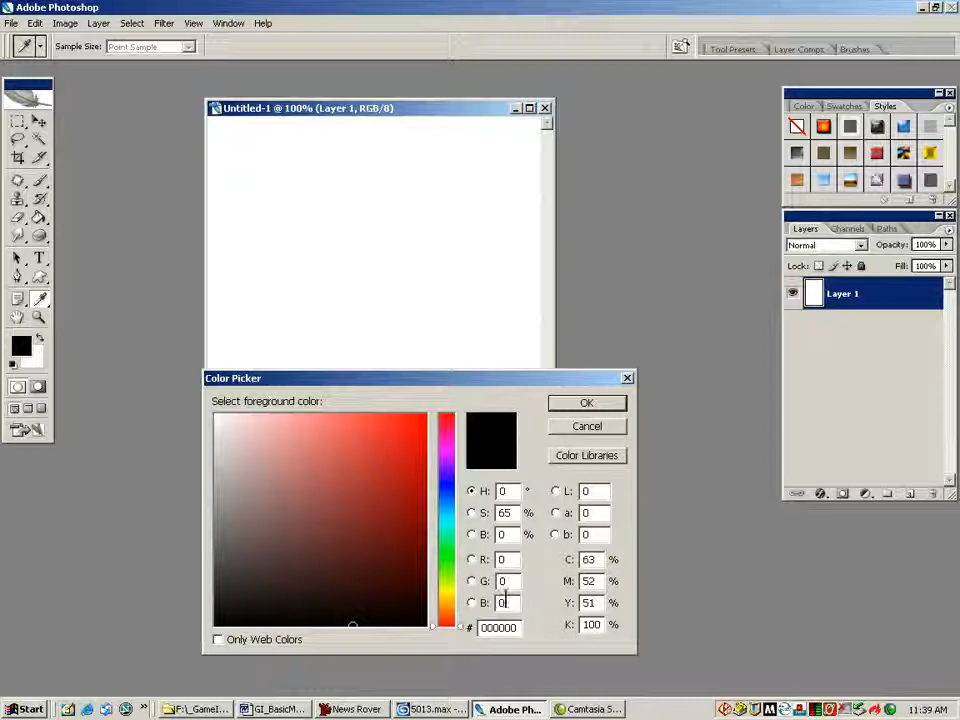 Adobe Photoshop
File Edit Image Layer Select Filter View Window Help
Sample Size: Point Sample
Tool Presets Layer Comps Brushes
Untitled-1 @ 100% (Layer 1, RGB/8)
Color Swatches Styles
Layers Channels Paths
Normal Opacity: 100%
Lock: Fill: 100%
Layer 1
T
Color Picker
Select foreground color:
OK
Cancel
Color Libraries
H: 0 ° L: 0
S: 65 % a: 0
B: 0 % b: 0
R: 0 C: 63 %
G: 0 M: 52 %
B: 0 Y: 51 %
# 000000 K: 100 %
Only Web Colors
Start » F:\_GameI... GI_BasicM... News Rover 5013.max -... Adobe Ph... Camtasia S... 11:39 AM